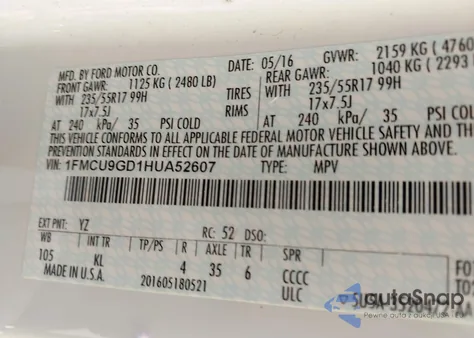 MFD. BY FORD MOTOR CO.
DATE: 05/16 GVWR: 2159 KG (4760
FRONT GAWR: 1125 KG (2480 LB) REAR GAWR: 1040 KG (2293
WITH 235/55R17 99H TIRES WITH 235/55R17 99H
17x7.5J RIMS 17x7.5J
AT 240 kPa/ 35 PSI COLD AT 240 kPa/ 35 PSI COLD
THIS VEHICLE CONFORMS TO ALL APPLICABLE FEDERAL MOTOR VEHICLE SAFETY AND
PREVENTION STANDARDS IN EFFECT ON THE DATE OF MANUFACTURE SHOWN
VIN: 1FMCU9GD1HUA52607 TYPE: MPV
EXT PNT: YZ RC: 52 DSO:
WB INT TR TP/PS R AXLE TR SPR
105 KL 4 35 6 CCCC
MADE IN U.S.A. 201605180521 ULC
autoSnap
Pewne auto / USA